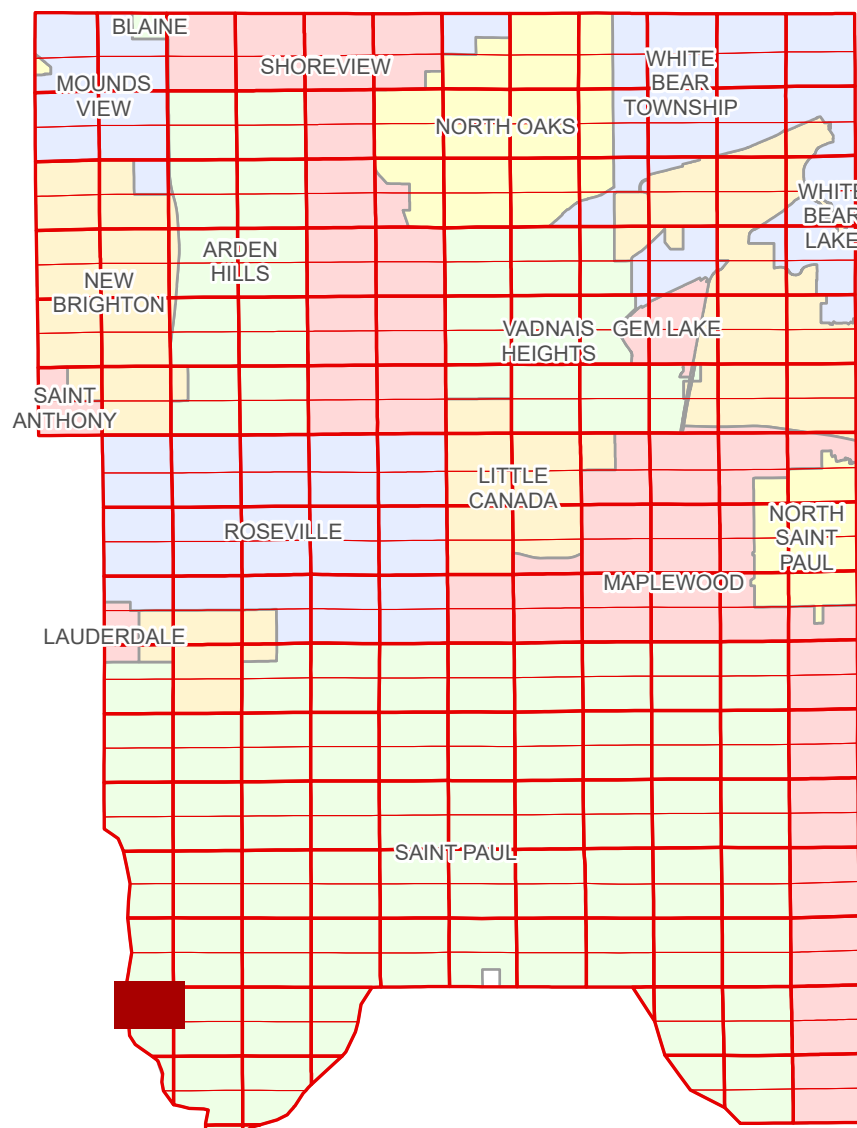 BLAINE
SHOREVIEW
WHITE
BEAR
TOWNSHIP
MOUNDS
VIEW
NORTH OAKS
WHITE
BEAR
LAKE
ARDEN
HILLS
NEW
BRIGHTON
VADNAIS
HEIGHTS
GEM LAKE
SAINT
ANTHONY
LITTLE
CANADA
NORTH
SAINT
PAUL
ROSEVILLE
MAPLEWOOD
LAUDERDALE
SAINT PAUL